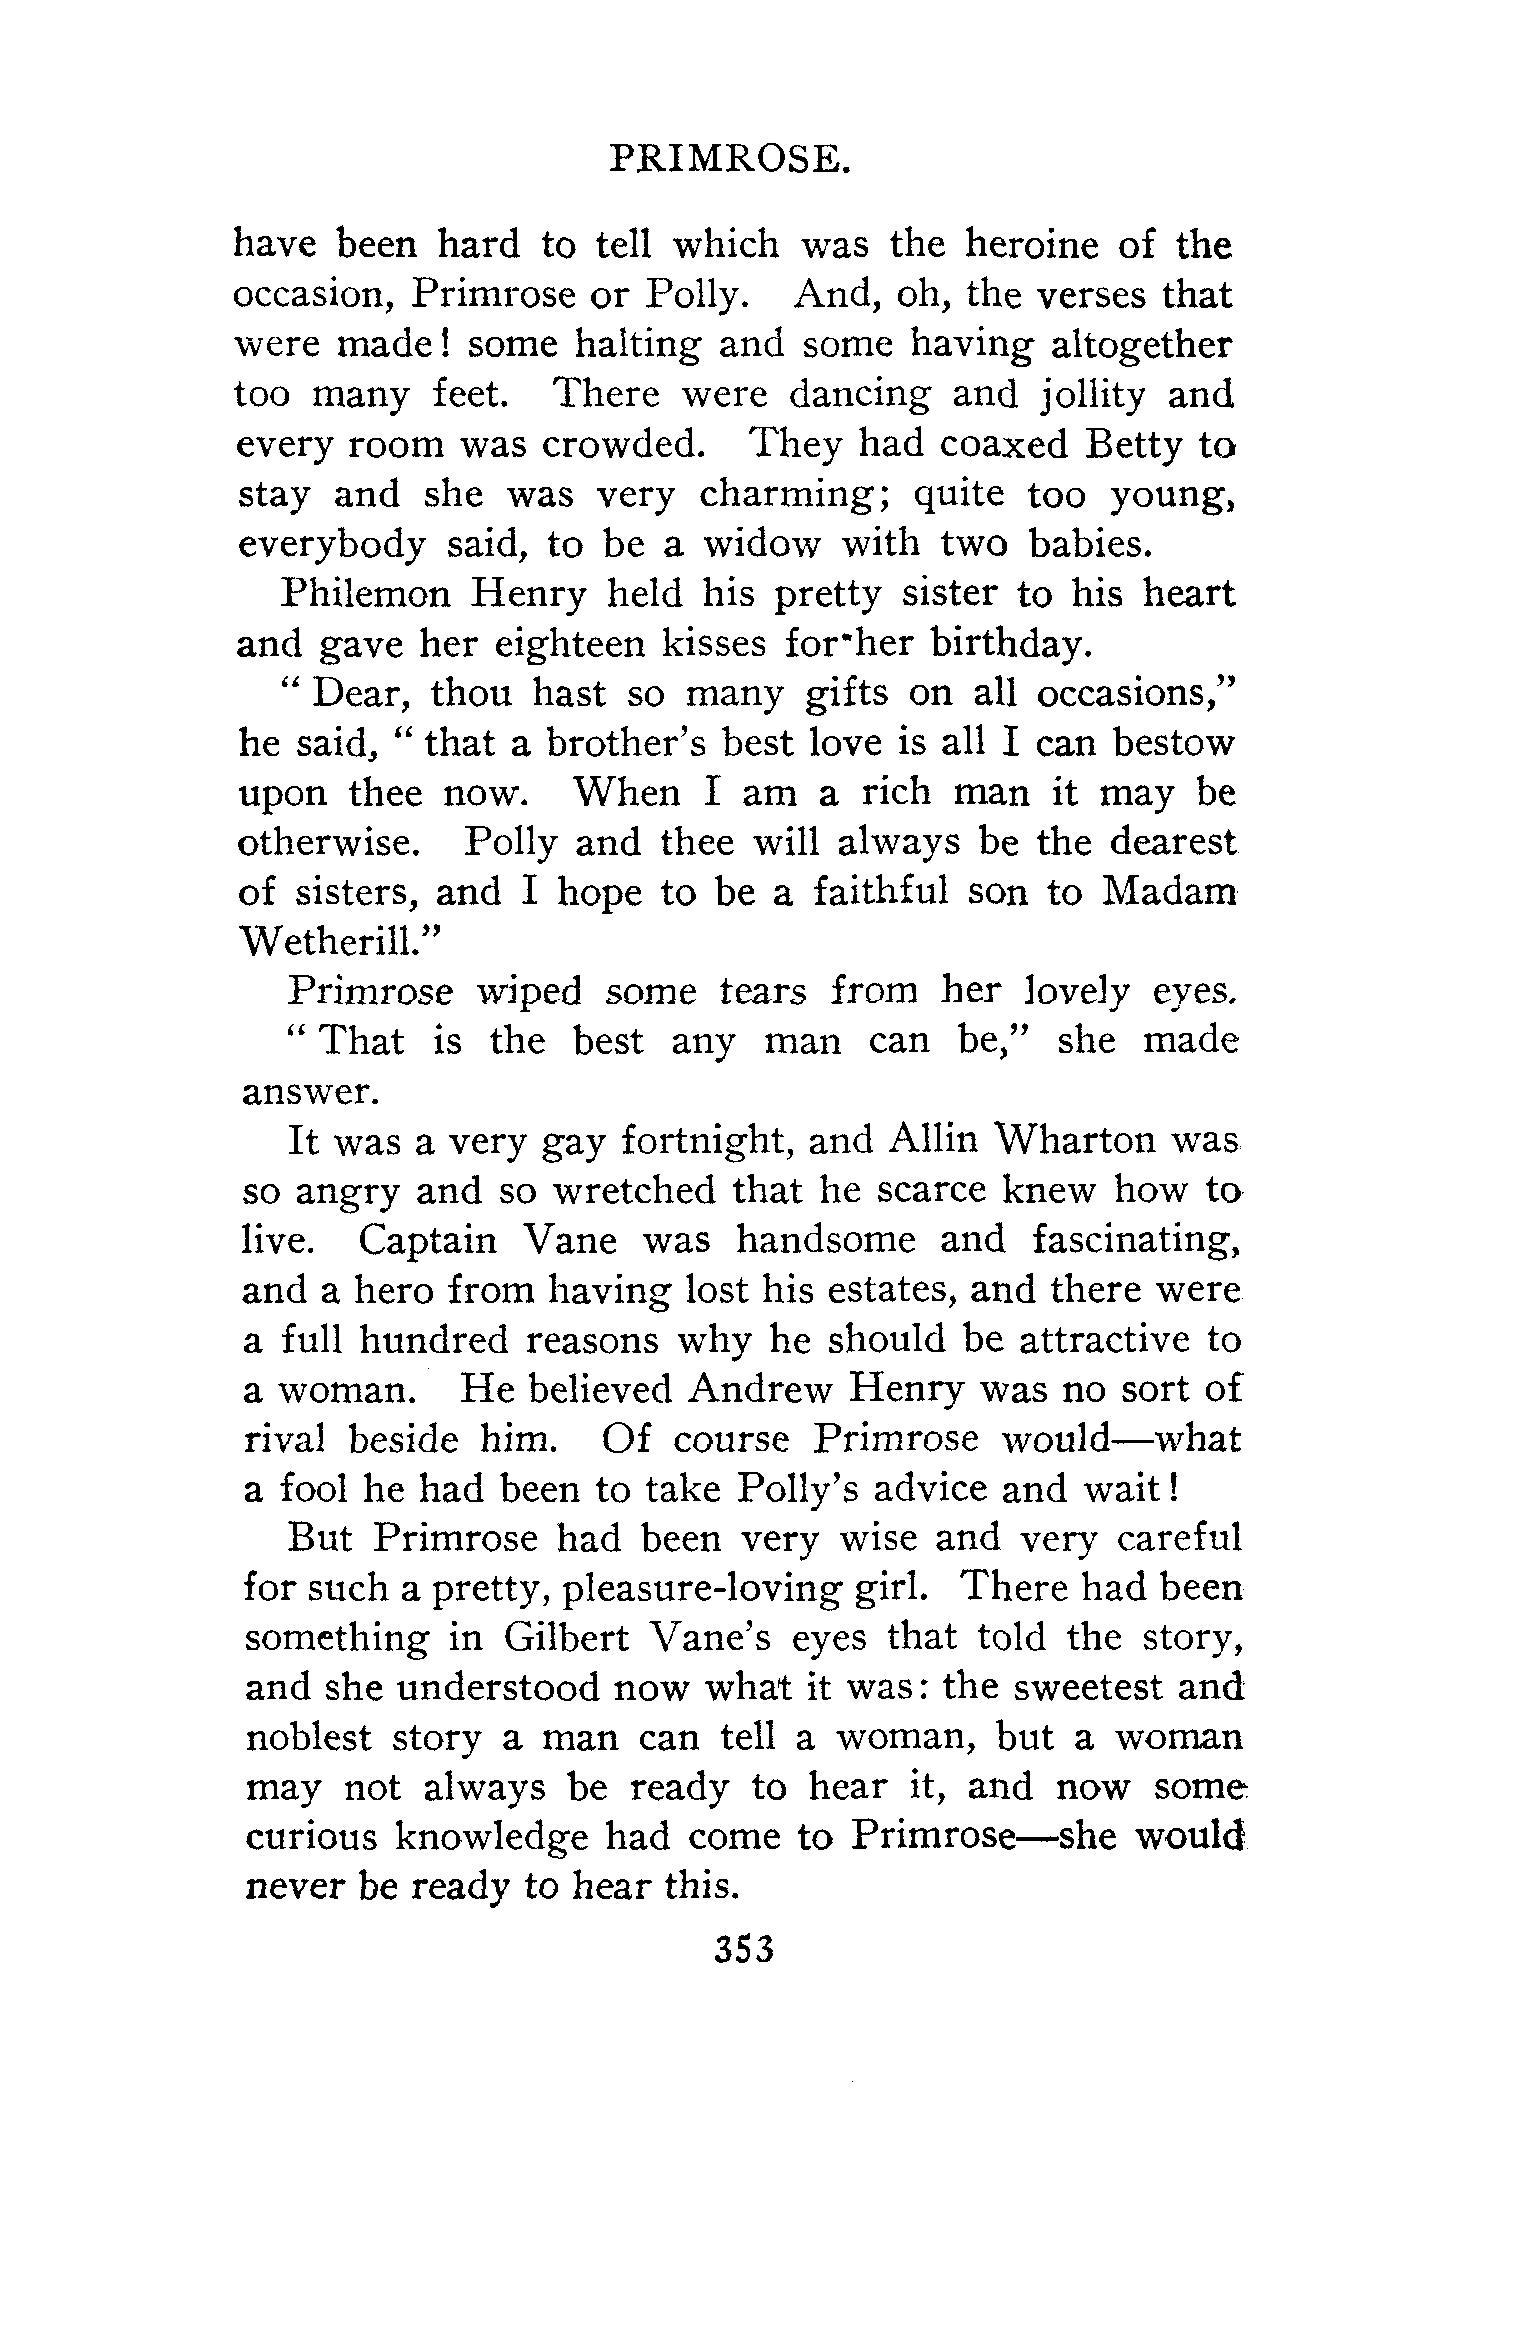 PRIMROSE.
have been hard to tell which was the heroine of the
occasion, Primrose or Polly. And, oh, the verses that
were made! some halting and some having altogether
too many feet. There were dancing and jollity and
every room was crowded. They had coaxed Betty to
stay and she was very charming; quite too young,
everybody said, to be a widow with two babies.
Philemon Henry held his pretty sister to his heart
and gave her eighteen kisses for her birthday.
“Dear, thou hast so many gifts on all occasions,”
he said, “that a brother’s best love is all I can bestow
upon thee now. When I am a rich man it may be
otherwise. Polly and thee will always be the dearest
of sisters, and I hope to be a faithful son to Madam
Wetherill.”
Primrose wiped some tears from her lovely eyes.
“That is the best any man can be,” she made
answer.
It was a very gay fortnight, and Allin Wharton was
so angry and so wretched that he scarce knew how to
live. Captain Vane was handsome and fascinating,
and a hero from having lost his estates, and there were
a full hundred reasons why he should be attractive to
a woman. He believed Andrew Henry was no sort of
rival beside him. Of course Primrose would—what
a fool he had been to take Polly’s advice and wait!
But Primrose had been very wise and very careful
for such a pretty, pleasure-loving girl. There had been
something in Gilbert Vane’s eyes that told the story,
and she understood now what it was: the sweetest and
noblest story a man can tell a woman, but a woman
may not always be ready to hear it, and now some
curious knowledge had come to Primrose—she would
never be ready to hear this.
353